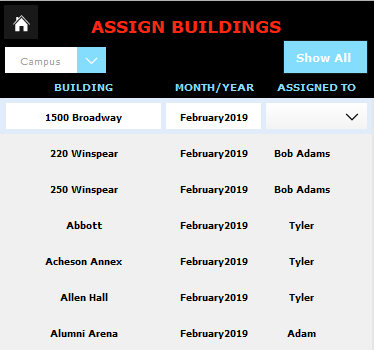 ASSIGN BUILDINGS
Campus
Show All
BUILDING MONTH/YEAR ASSIGNED TO
1500 Broadway February2019
220 Winspear February2019 Bob Adams
250 Winspear February2019 Bob Adams
Abbott February2019 Tyler
Acheson Annex February2019 Tyler
Allen Hall February2019 Tyler
Alumni Arena February2019 Adam